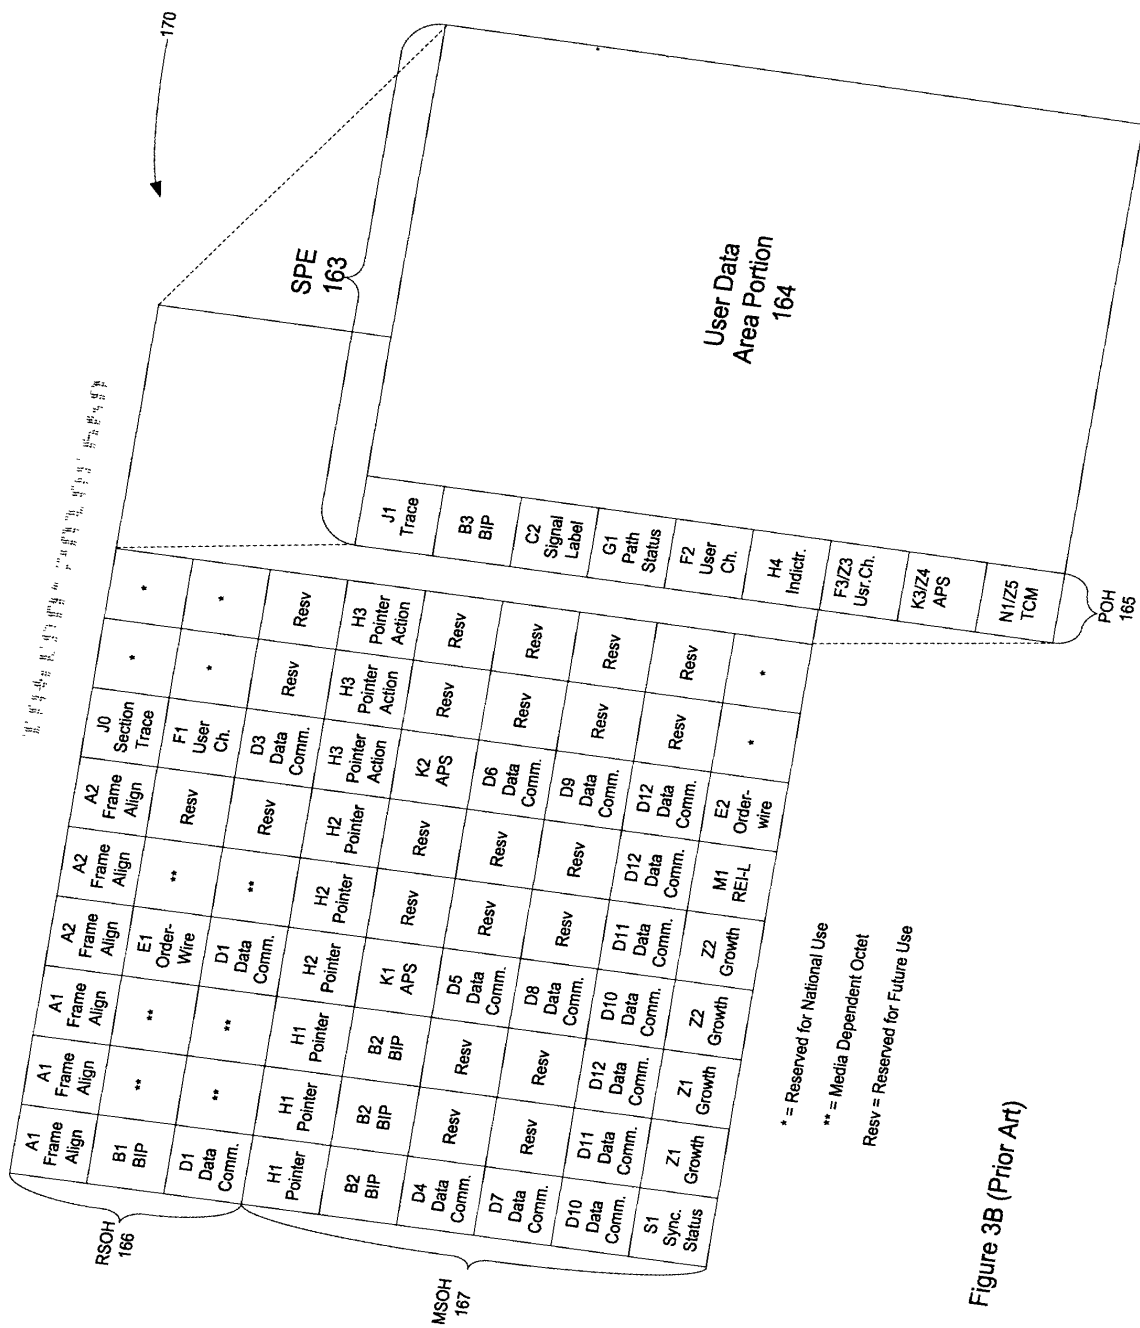 170
RSOH
166
A1
Frame
Align
A1
Frame
Align
A1
Frame
Align
A2
Frame
Align
A2
Frame
Align
A2
Frame
Align
J0
Section
Trace
*
*
B1
BIP
**
**
E1
Order-
Wire
**
Resv
F1
User
Ch.
*
*
D1
Data
Comm.
**
**
D1
Data
Comm.
**
Resv
D3
Data
Comm.
Resv
Resv
MSOH
167
H1
Pointer
H1
Pointer
H1
Pointer
H2
Pointer
H2
Pointer
H2
Pointer
H3
Pointer
Action
H3
Pointer
Action
H3
Pointer
Action
B2
BIP
B2
BIP
B2
BIP
K1
APS
Resv
Resv
K2
APS
Resv
Resv
D4
Data
Comm.
Resv
Resv
D5
Data
Comm.
Resv
Resv
D6
Data
Comm.
Resv
Resv
D7
Data
Comm.
Resv
Resv
D8
Data
Comm.
Resv
Resv
D9
Data
Comm.
Resv
Resv
D10
Data
Comm.
D11
Data
Comm.
D12
Data
Comm.
D10
Data
Comm.
D11
Data
Comm.
D12
Data
Comm.
D12
Data
Comm.
Resv
Resv
S1
Sync.
Status
Z1
Growth
Z1
Growth
Z2
Growth
Z2
Growth
M1
REI-L
E2
Order-
wire
*
*
SPE
163
J1
Trace
B3
BIP
C2
Signal
Label
G1
Path
Status
F2
User
Ch.
H4
Indictr.
F3/Z3
Usr.Ch.
K3/Z4
APS
N1/Z5
TCM
POH
165
User Data
Area Portion
164
* = Reserved for National Use
** = Media Dependent Octet
Resv = Reserved for Future Use
Figure 3B (Prior Art)